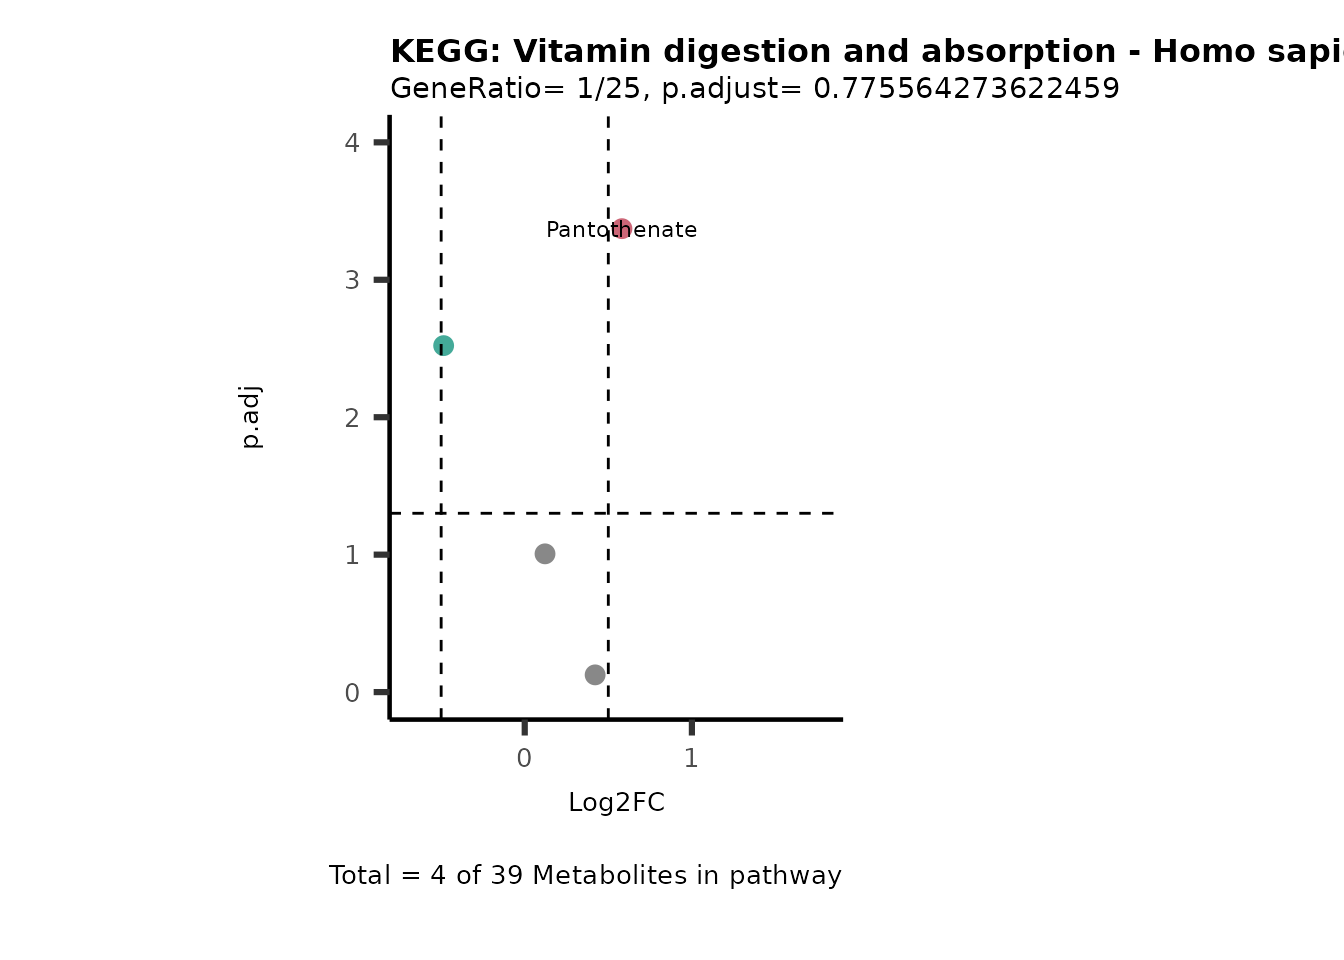 KEGG: Vitamin digestion and absorption - Homo sapi
GeneRatio= 1/25, p.adjust= 0.775564273622459
4
Pantothenate
3
2
p.adj
1
0
0 1
Log2FC
Total = 4 of 39 Metabolites in pathway